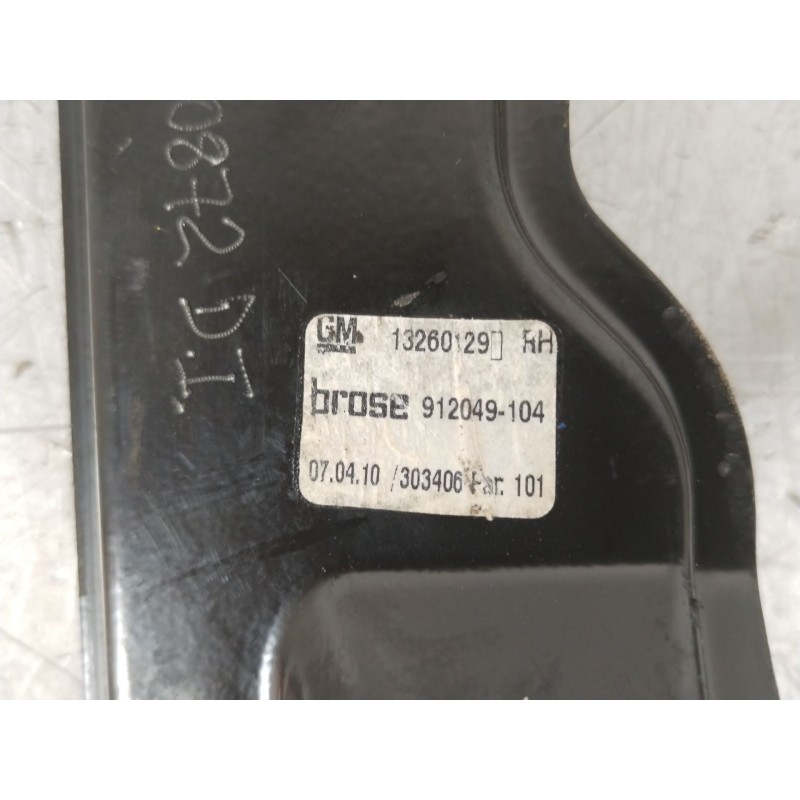 0872 D.I.
GM 13260129 RH
brose 912049-104
07.04.10 /303406 Par. 101